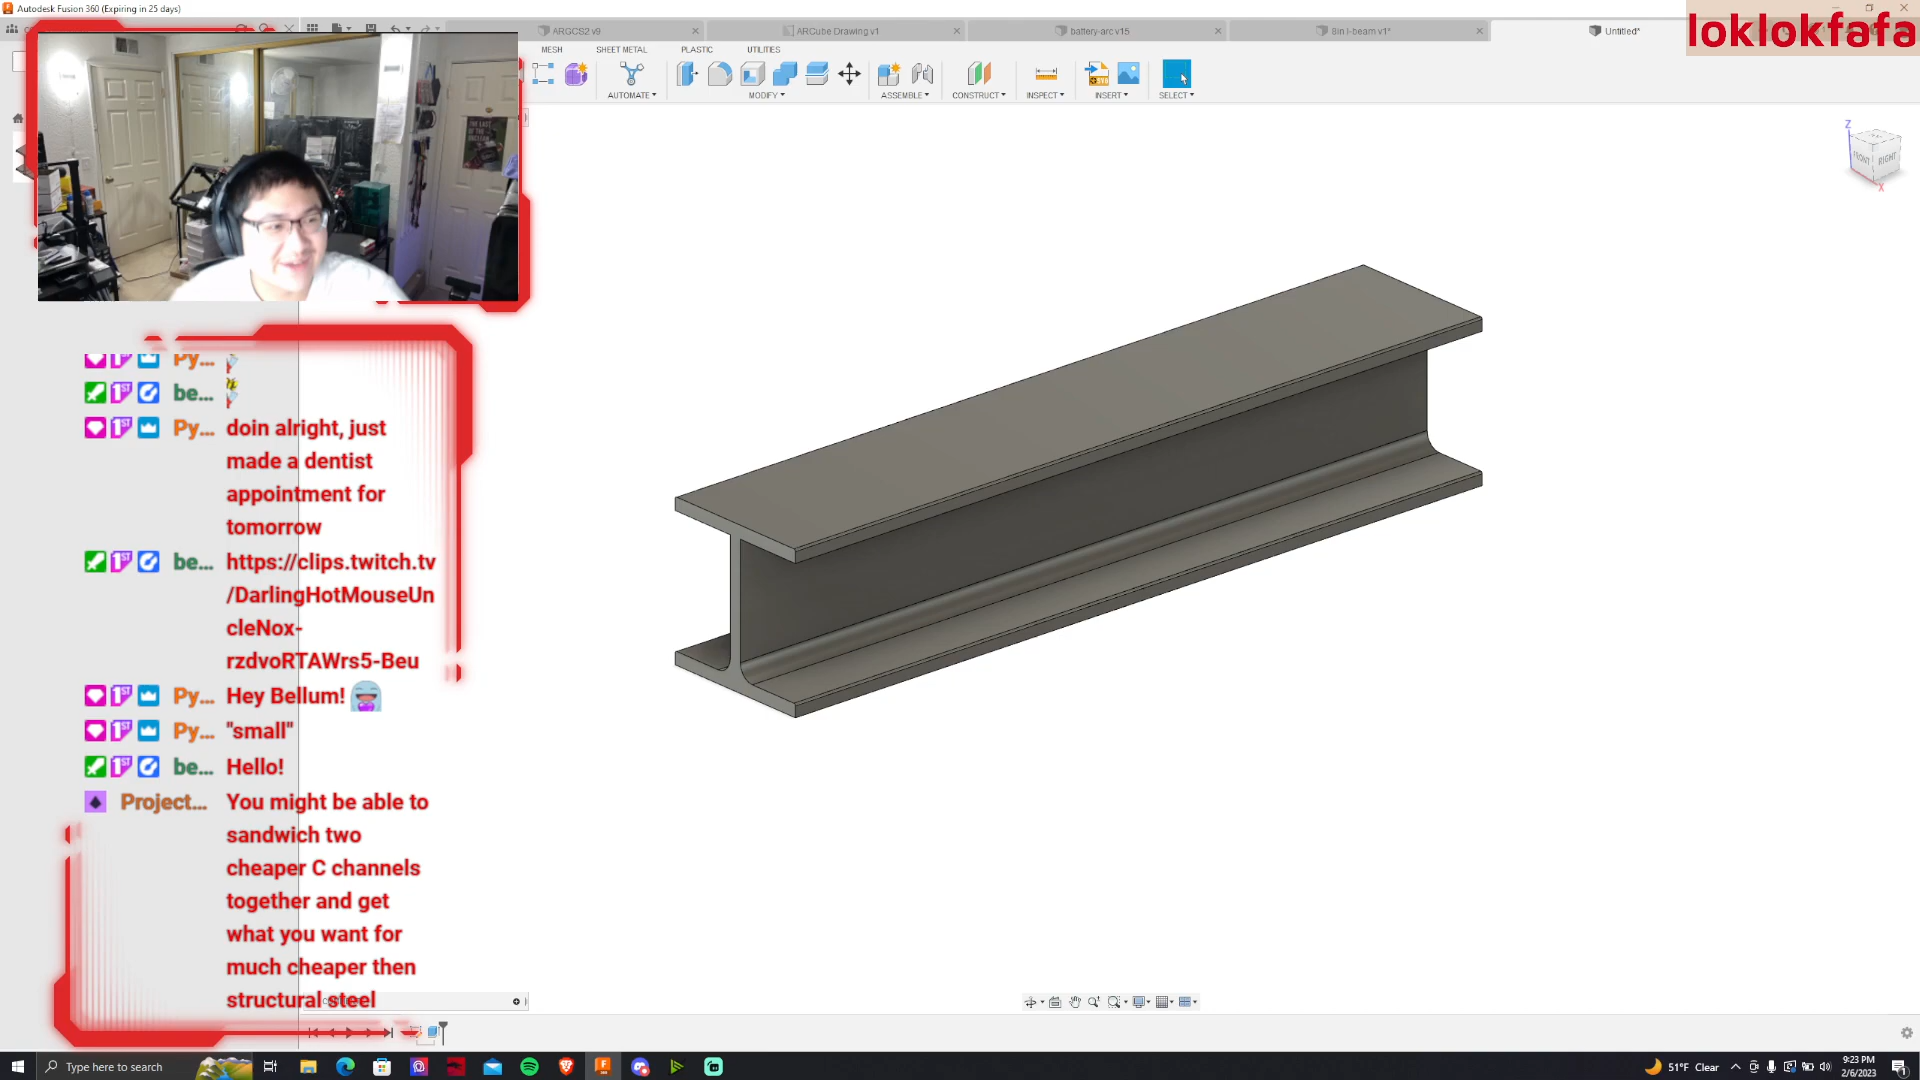 Autodesk Fusion 360 (Expiring in 25 days)
ARGCS2 v9
ARCube Drawing v1
battery-arc v15
8in I-beam v1*
Untitled*
loklokfafa
MESH
SHEET METAL
PLASTIC
UTILITIES
AUTOMATE
MODIFY
ASSEMBLE
CONSTRUCT
INSPECT
INSERT
SELECT
Z
FRONT
RIGHT
X
Py...
be...
Py... doin alright, just
made a dentist
appointment for
tomorrow
be... https://clips.twitch.tv
/DarlingHotMouseUn
cleNox-
rzdvoRTAWrs5-Beu
Py... Hey Bellum!
Py... "small"
be... Hello!
Project... You might be able to
sandwich two
cheaper C channels
together and get
what you want for
much cheaper then
structural steel
Type here to search
51°F Clear
9:23 PM
2/6/2023